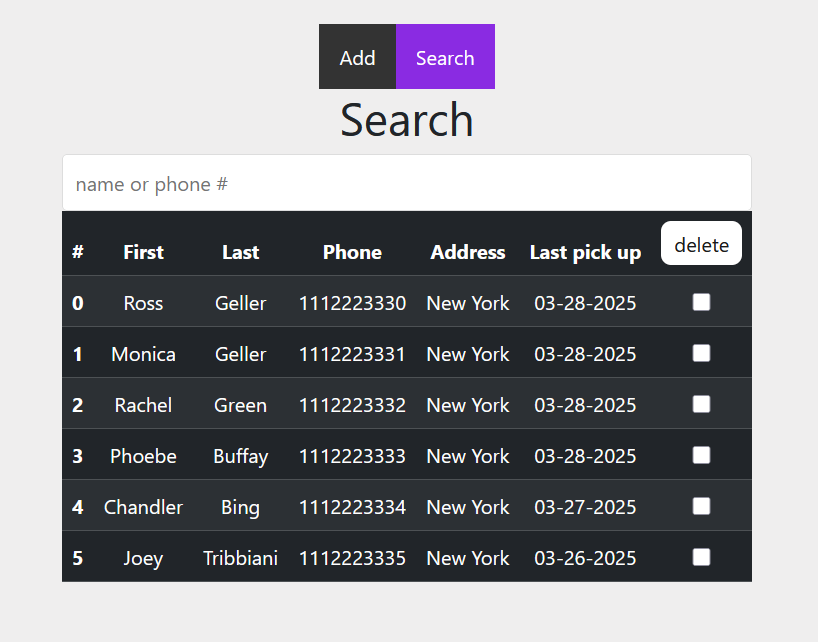 Add Search
Search
name or phone #
# First Last Phone Address Last pick up delete
0 Ross Geller 1112223330 New York 03-28-2025
1 Monica Geller 1112223331 New York 03-28-2025
2 Rachel Green 1112223332 New York 03-28-2025
3 Phoebe Buffay 1112223333 New York 03-28-2025
4 Chandler Bing 1112223334 New York 03-27-2025
5 Joey Tribbiani 1112223335 New York 03-26-2025